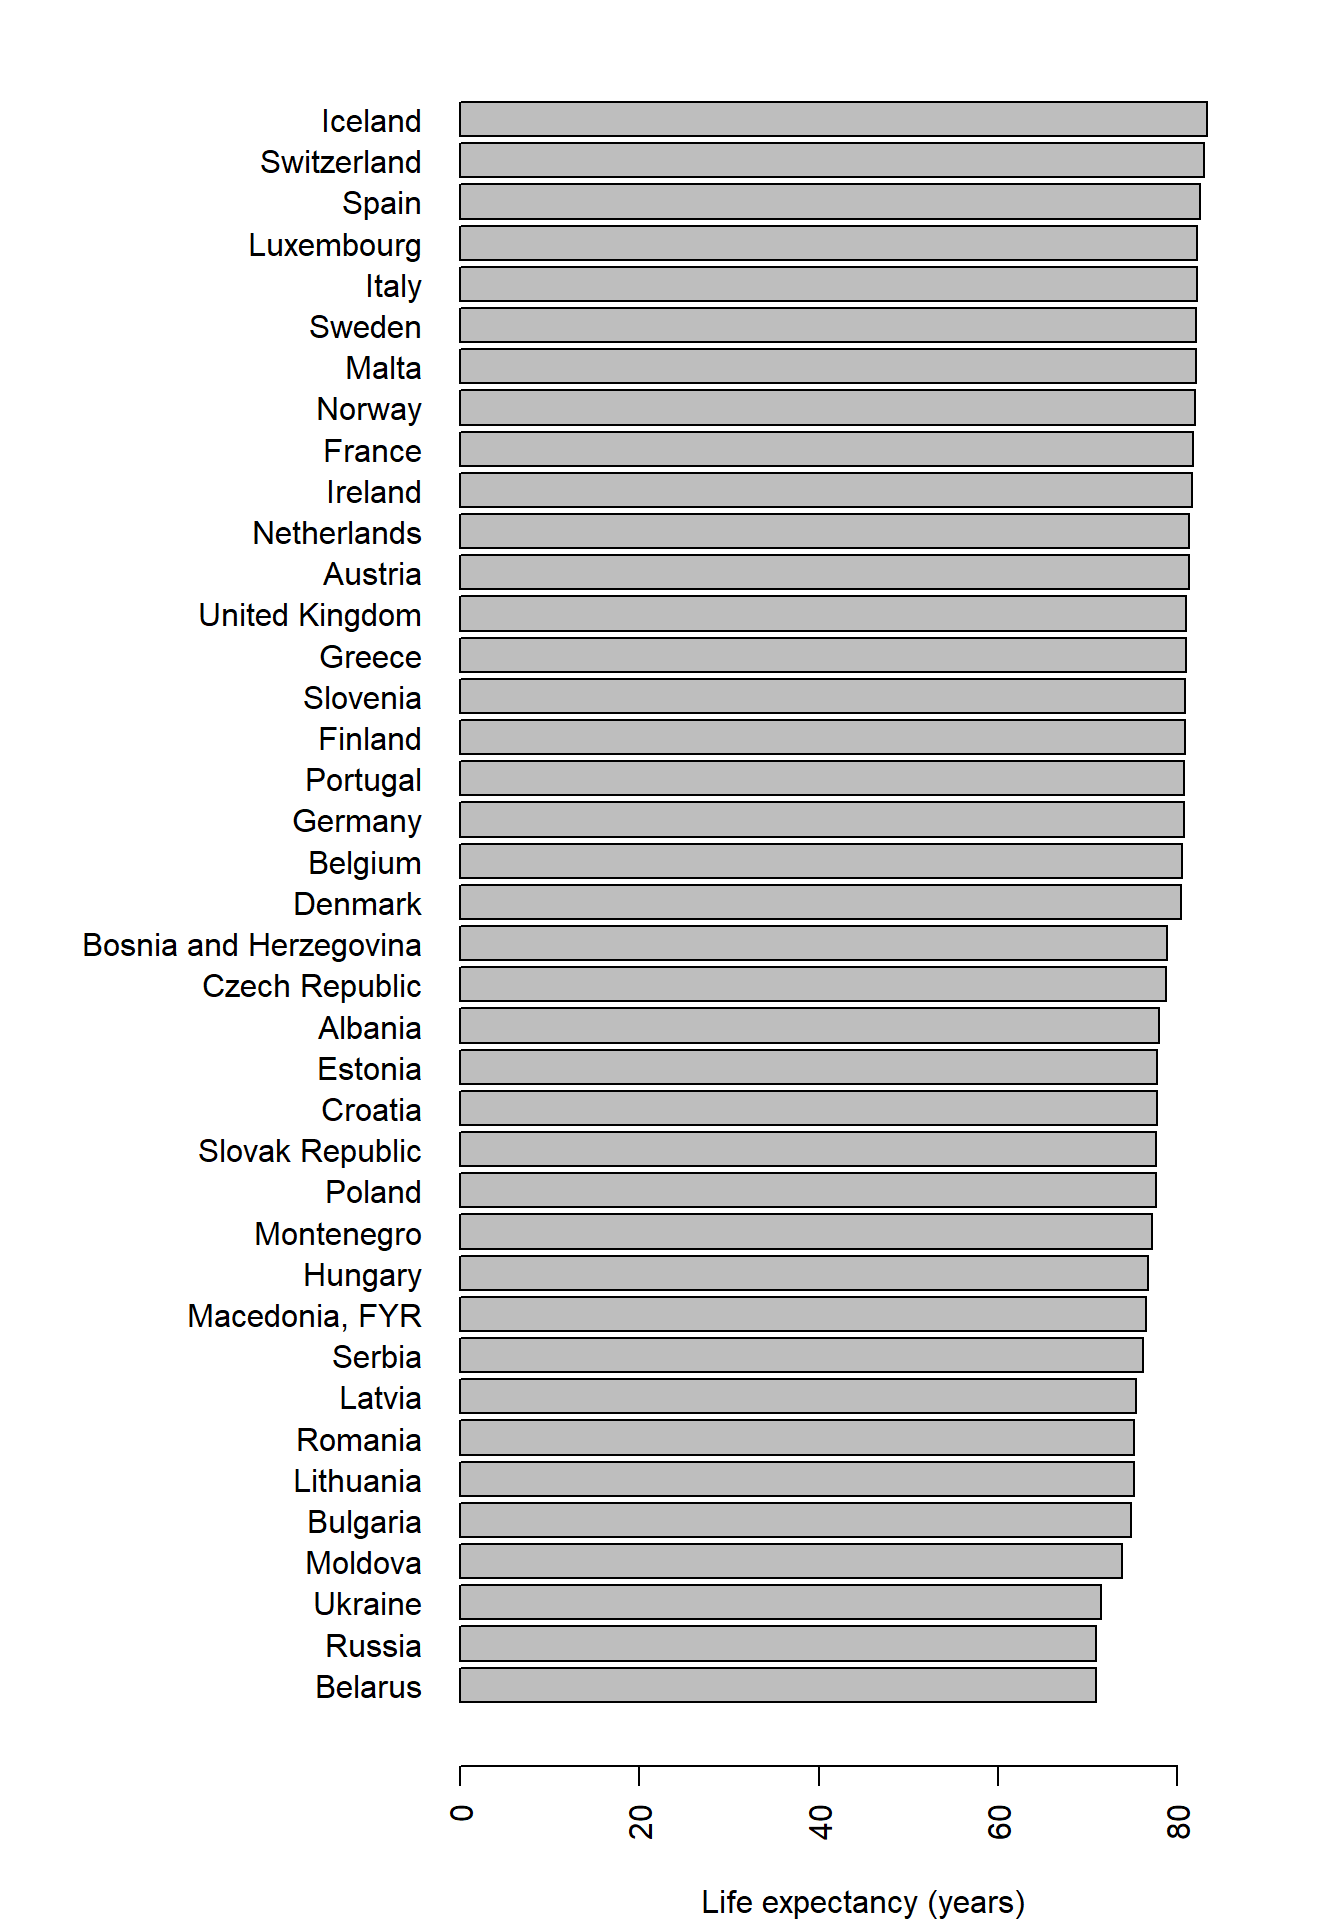 Iceland
Switzerland
Spain
Luxembourg
Italy
Sweden
Malta
Norway
France
Ireland
Netherlands
Austria
United Kingdom
Greece
Slovenia
Finland
Portugal
Germany
Belgium
Denmark
Bosnia and Herzegovina
Czech Republic
Albania
Estonia
Croatia
Slovak Republic
Poland
Montenegro
Hungary
Macedonia, FYR
Serbia
Latvia
Romania
Lithuania
Bulgaria
Moldova
Ukraine
Russia
Belarus
0 20 40 60 80
Life expectancy (years)